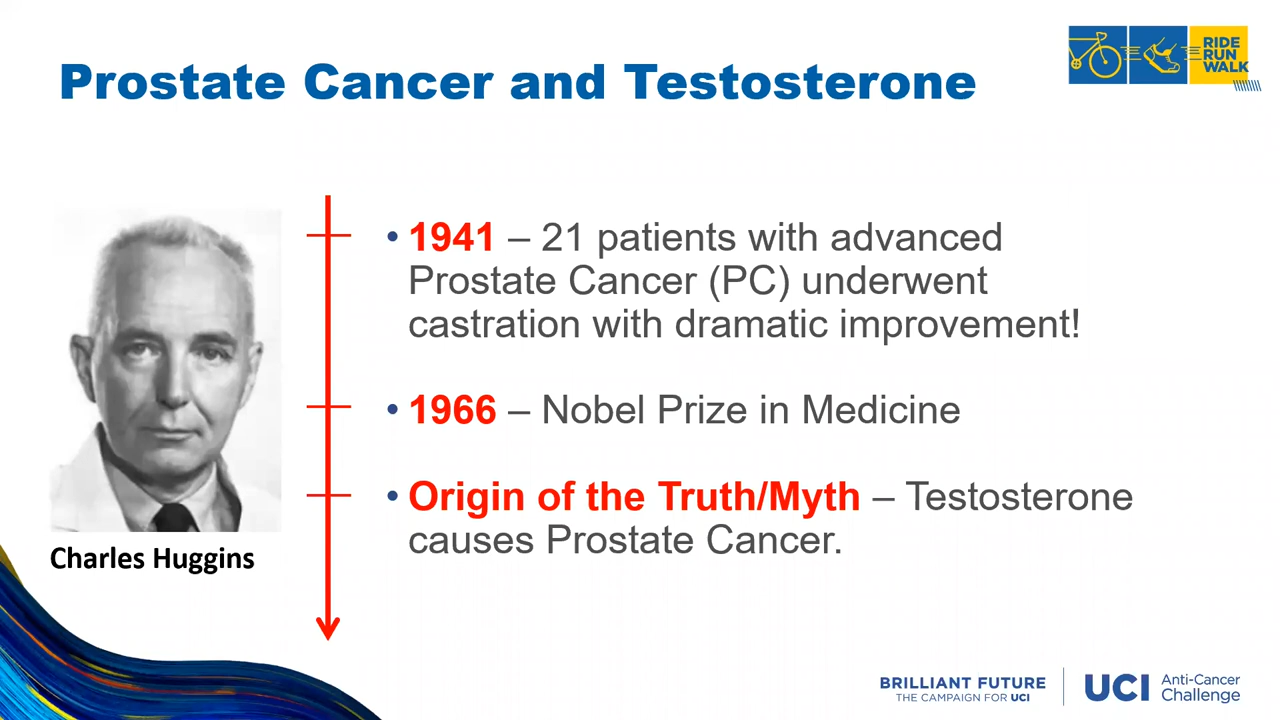 Prostate Cancer and Testosterone
RIDE
RUN
WALK
• 1941 – 21 patients with advanced
Prostate Cancer (PC) underwent
castration with dramatic improvement!
• 1966 – Nobel Prize in Medicine
• Origin of the Truth/Myth – Testosterone
causes Prostate Cancer.
Charles Huggins
BRILLIANT FUTURE
THE CAMPAIGN FOR UCI
UCI Anti-Cancer
Challenge